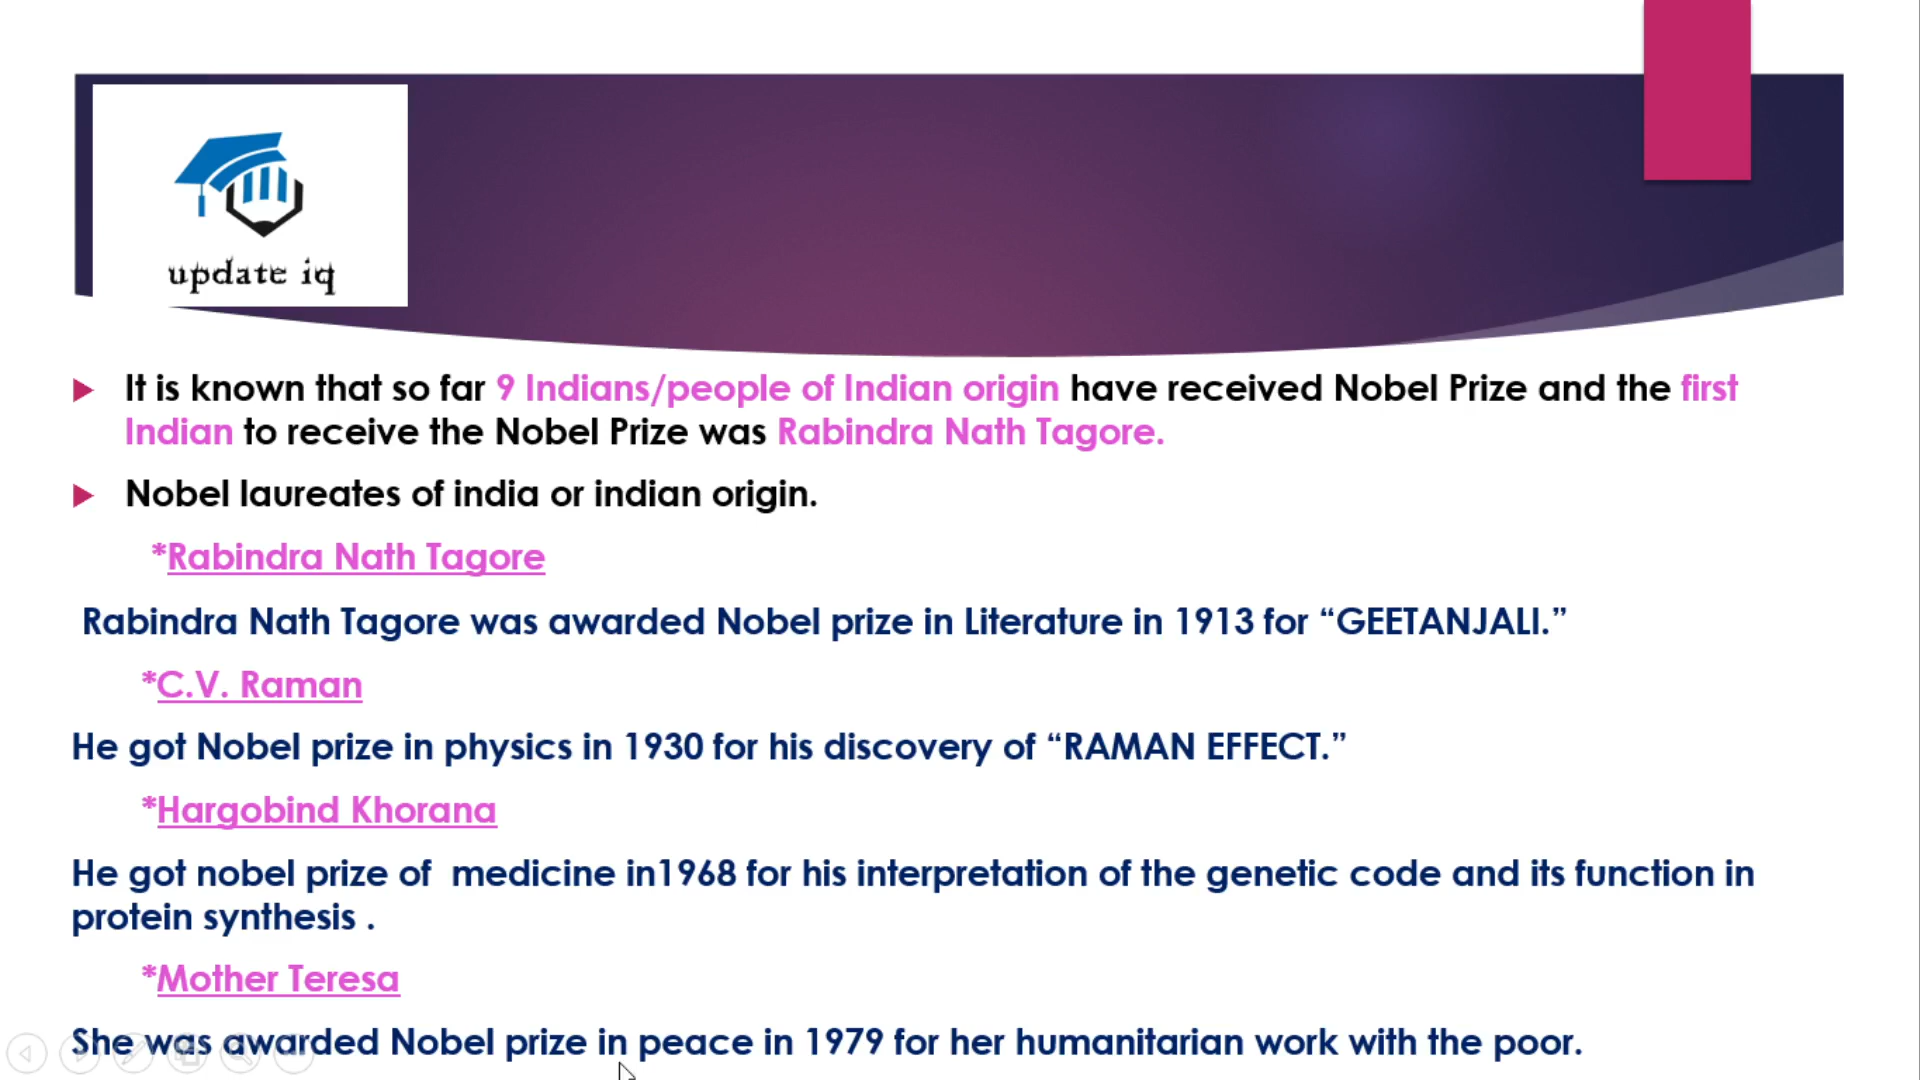 update iq
It is known that so far 9 Indians/people of Indian origin have received Nobel Prize and the first
Indian to receive the Nobel Prize was Rabindra Nath Tagore.
Nobel laureates of india or indian origin.
*Rabindra Nath Tagore
Rabindra Nath Tagore was awarded Nobel prize in Literature in 1913 for “GEETANJALI.”
*C.V. Raman
He got Nobel prize in physics in 1930 for his discovery of “RAMAN EFFECT.”
*Hargobind Khorana
He got nobel prize of  medicine in1968 for his interpretation of the genetic code and its function in
protein synthesis .
*Mother Teresa
She was awarded Nobel prize in peace in 1979 for her humanitarian work with the poor.